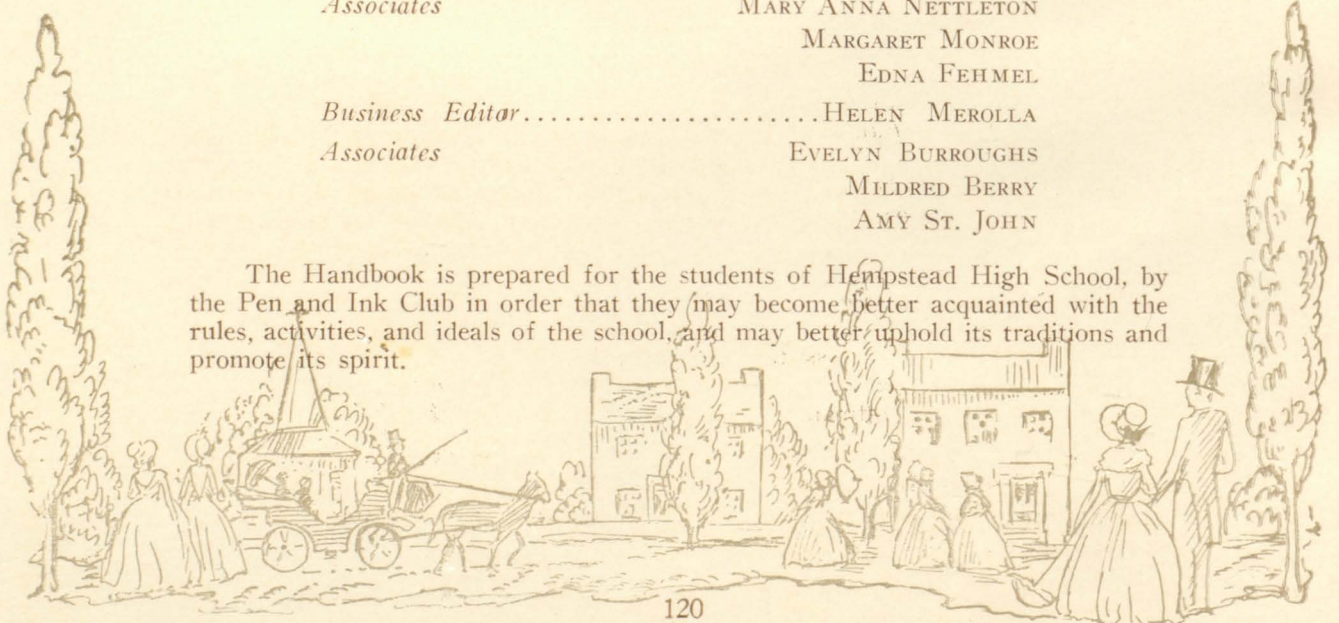 Associates MARY ANNA NETTLETON
MARGARET MONROE
EDNA FEHMEL
Business Editor.......................HELEN MEROLLA
Associates EVELYN BURROUGHS
MILDRED BERRY
AMY ST. JOHN
The Handbook is prepared for the students of Hempstead High School, by
the Pen and Ink Club in order that they may become better acquainted with the
rules, activities, and ideals of the school, and may better uphold its traditions and
promote its spirit.
120